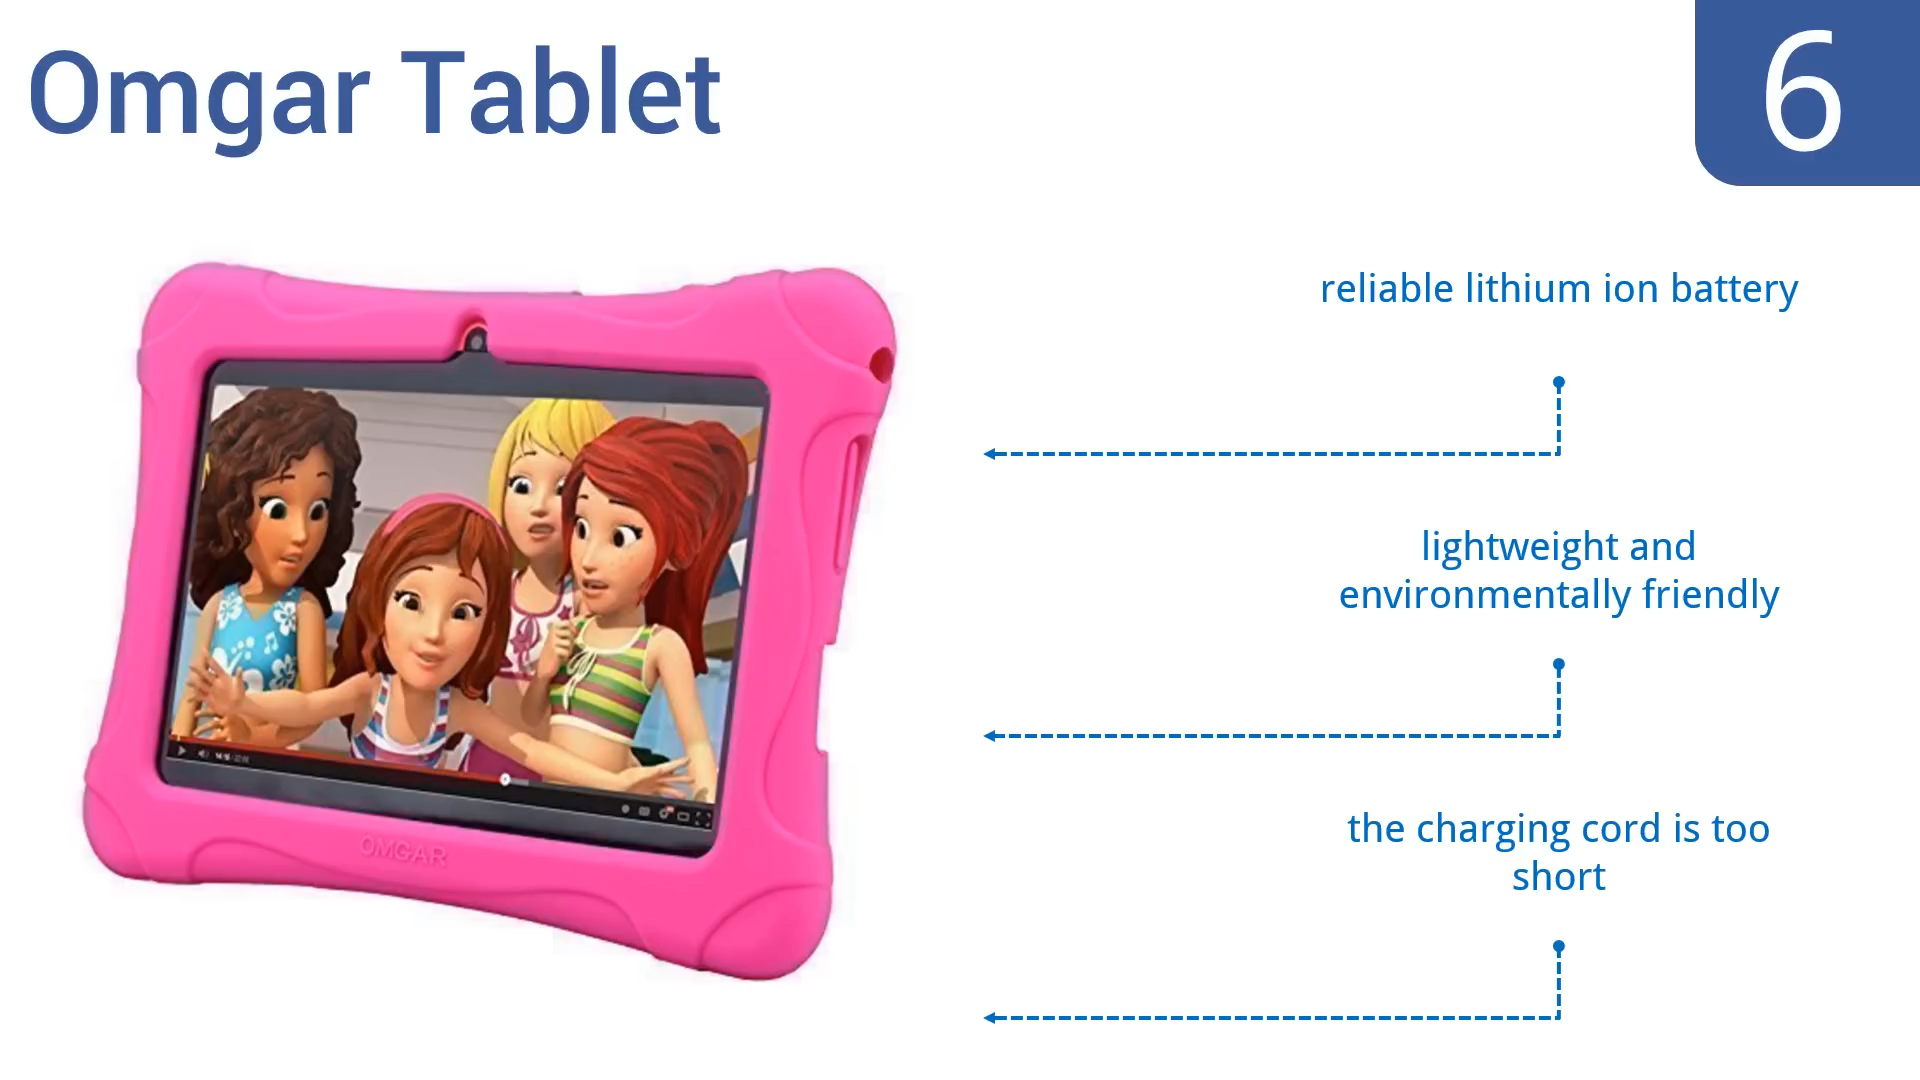 Omgar Tablet
6
reliable lithium ion battery
lightweight and
environmentally friendly
the charging cord is too
short
OMGAR